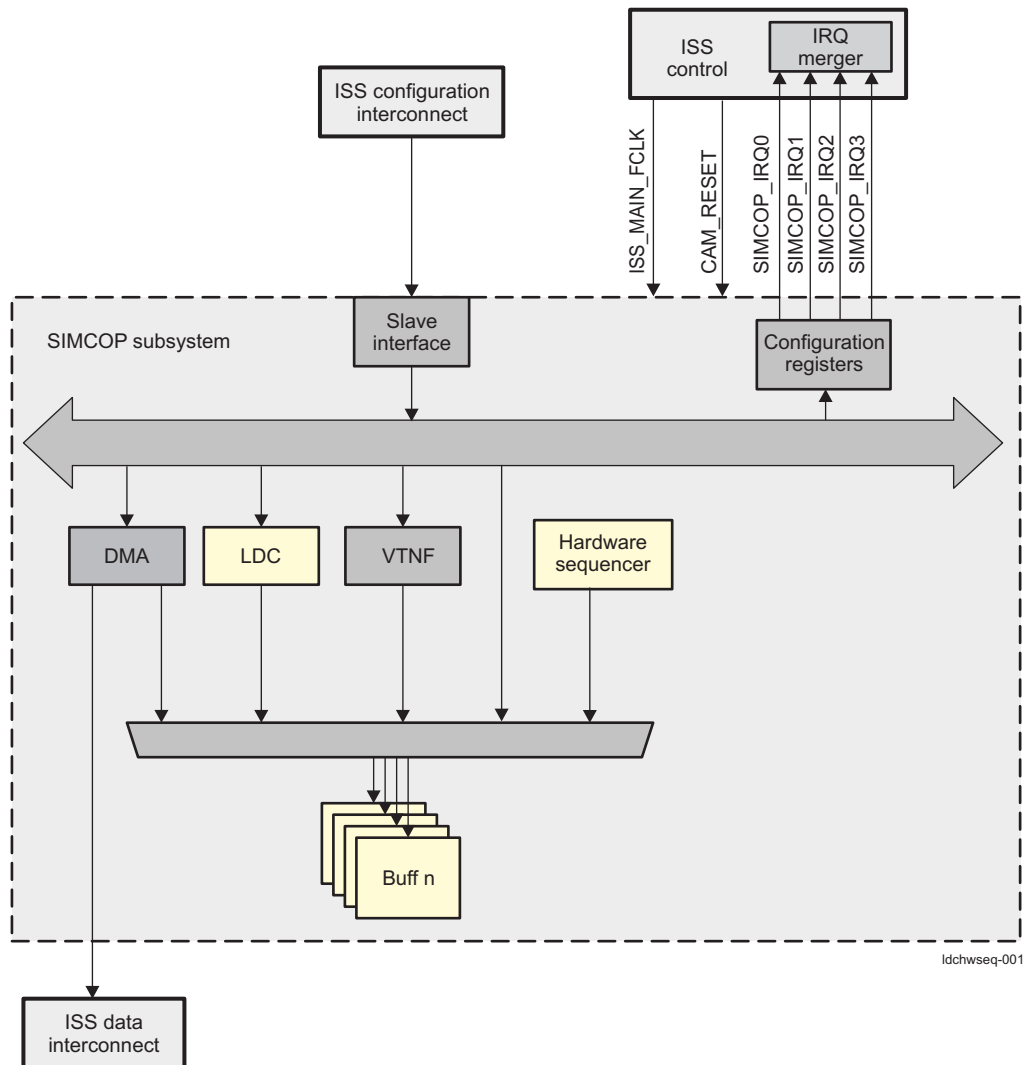 IRQ
merger
ISS
control
ISS configuration
interconnect
ISS_MAIN_FCLK
CAM_RESET
SIMCOP_IRQ0
SIMCOP_IRQ1
SIMCOP_IRQ2
SIMCOP_IRQ3
SIMCOP subsystem
Slave
interface
Configuration
registers
DMA
LDC
VTNF
Hardware
sequencer
Buff n
ldchwseq-001
ISS data
interconnect